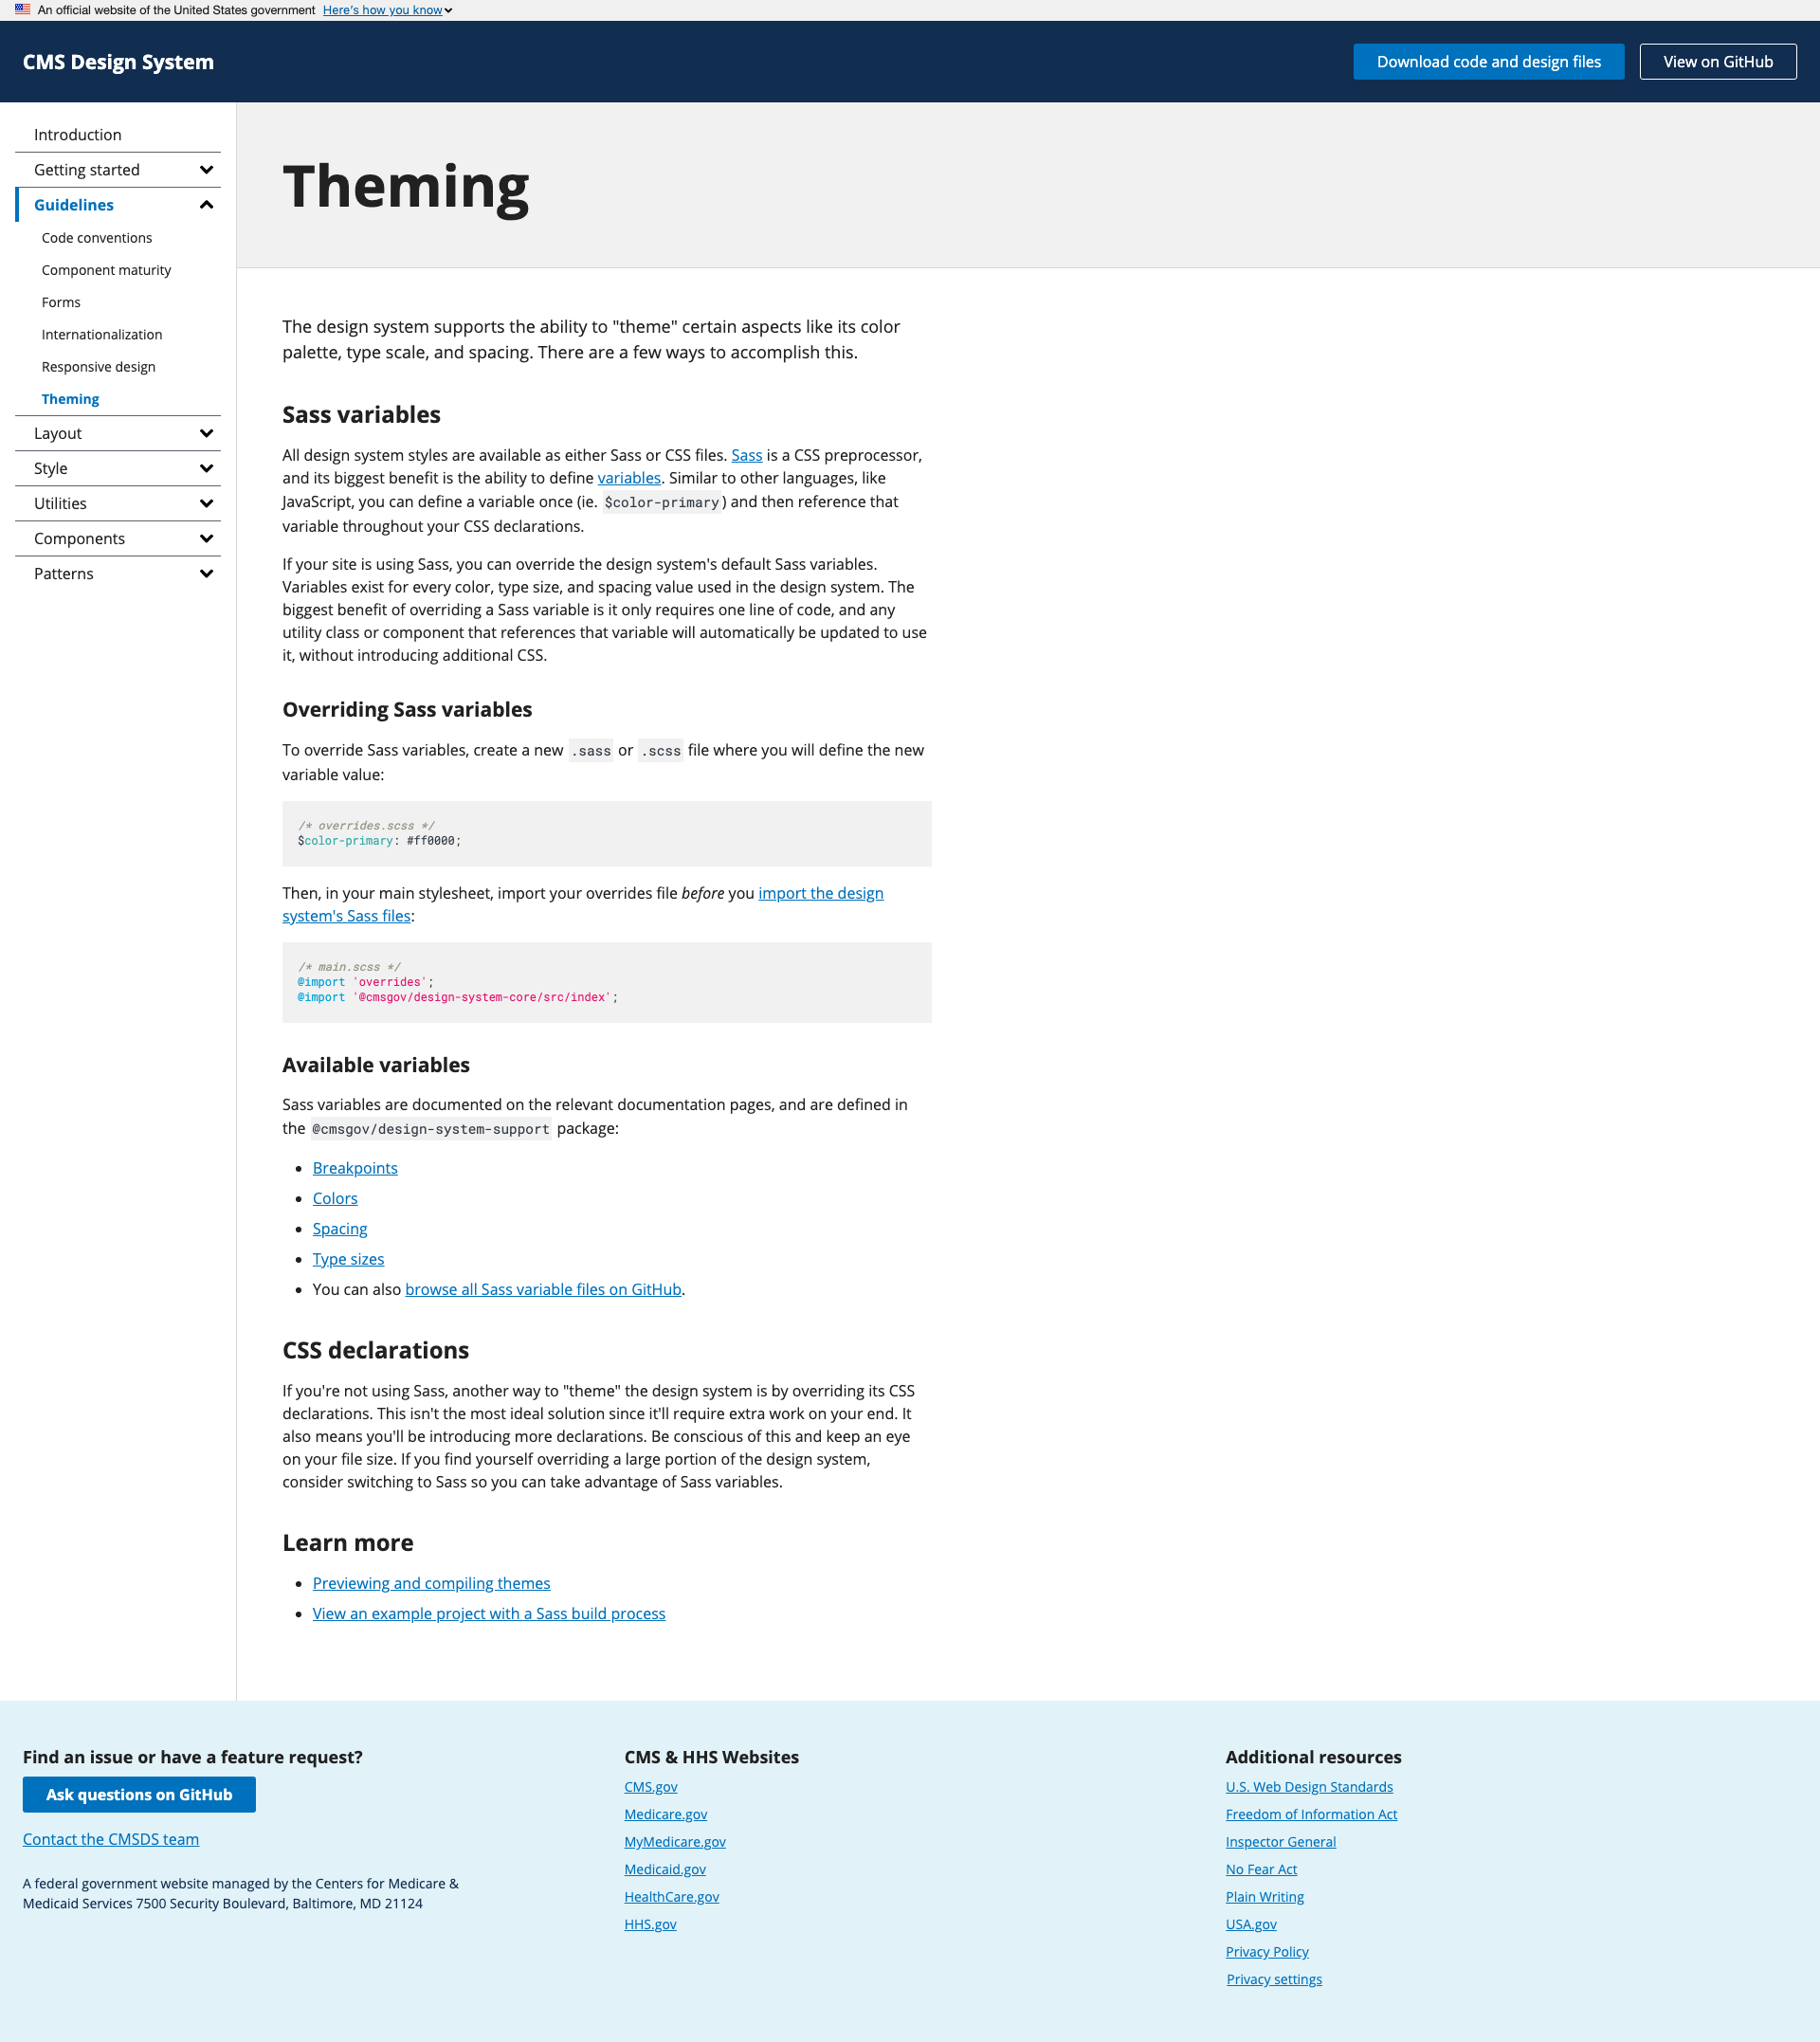 An official website of the United States government Here's how you know
CMS Design System
Download code and design files
View on GitHub
Introduction
Getting started
Guidelines
Code conventions
Component maturity
Forms
Internationalization
Responsive design
Theming
Layout
Style
Utilities
Components
Patterns
Theming
The design system supports the ability to "theme" certain aspects like its color
palette, type scale, and spacing. There are a few ways to accomplish this.
Sass variables
All design system styles are available as either Sass or CSS files. Sass is a CSS preprocessor,
and its biggest benefit is the ability to define variables. Similar to other languages, like
JavaScript, you can define a variable once (ie. $color-primary) and then reference that
variable throughout your CSS declarations.
If your site is using Sass, you can override the design system's default Sass variables.
Variables exist for every color, type size, and spacing value used in the design system. The
biggest benefit of overriding a Sass variable is it only requires one line of code, and any
utility class or component that references that variable will automatically be updated to use
it, without introducing additional CSS.
Overriding Sass variables
To override Sass variables, create a new .sass or .scss file where you will define the new
variable value:
/* overrides.scss */
$color-primary: #ff0000;
Then, in your main stylesheet, import your overrides file before you import the design
system's Sass files:
/* main.scss */
@import 'overrides';
@import '@cmsgov/design-system-core/src/index';
Available variables
Sass variables are documented on the relevant documentation pages, and are defined in
the @cmsgov/design-system-support package:
Breakpoints
Colors
Spacing
Type sizes
You can also browse all Sass variable files on GitHub.
CSS declarations
If you're not using Sass, another way to "theme" the design system is by overriding its CSS
declarations. This isn't the most ideal solution since it'll require extra work on your end. It
also means you'll be introducing more declarations. Be conscious of this and keep an eye
on your file size. If you find yourself overriding a large portion of the design system,
consider switching to Sass so you can take advantage of Sass variables.
Learn more
Previewing and compiling themes
View an example project with a Sass build process
Find an issue or have a feature request?
Ask questions on GitHub
Contact the CMSDS team
A federal government website managed by the Centers for Medicare &
Medicaid Services 7500 Security Boulevard, Baltimore, MD 21124
CMS & HHS Websites
CMS.gov
Medicare.gov
MyMedicare.gov
Medicaid.gov
HealthCare.gov
HHS.gov
Additional resources
U.S. Web Design Standards
Freedom of Information Act
Inspector General
No Fear Act
Plain Writing
USA.gov
Privacy Policy
Privacy settings